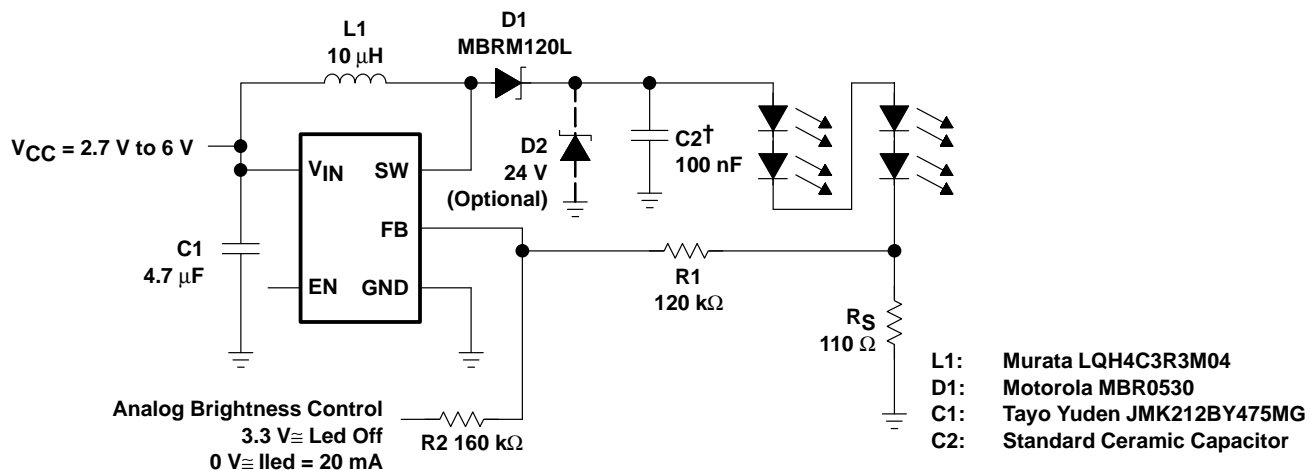 D1
MBRM120L
L1
10 μH
VCC = 2.7 V to 6 V
VIN
SW
FB
EN
GND
C1
4.7 μF
D2
24 V
(Optional)
C2†
100 nF
R1
120 kΩ
RS
110 Ω
Analog Brightness Control
3.3 V≅ Led Off
0 V≅ Iled = 20 mA
R2 160 kΩ
L1: Murata LQH4C3R3M04
D1: Motorola MBR0530
C1: Tayo Yuden JMK212BY475MG
C2: Standard Ceramic Capacitor